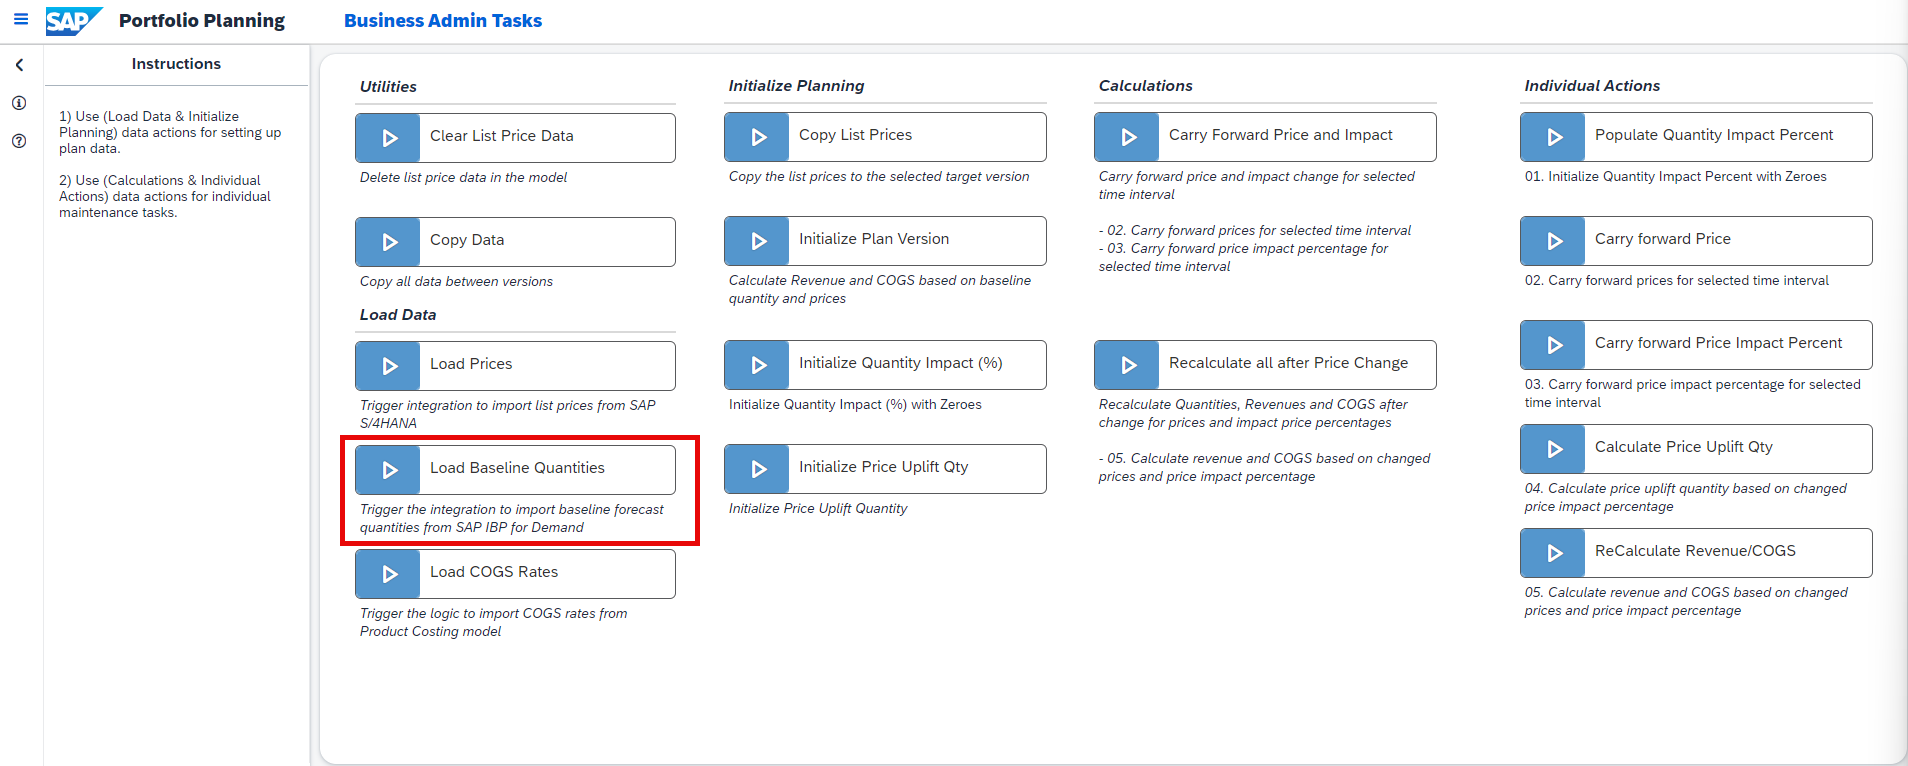 SAP Portfolio Planning Business Admin Tasks
Instructions
1) Use (Load Data & Initialize
Planning) data actions for setting up
plan data.
2) Use (Calculations & Individual
Actions) data actions for individual
maintenance tasks.
Utilities
Clear List Price Data
Delete list price data in the model
Copy Data
Copy all data between versions
Load Data
Load Prices
Trigger integration to import list prices from SAP
S/4HANA
Load Baseline Quantities
Trigger the integration to import baseline forecast
quantities from SAP IBP for Demand
Load COGS Rates
Trigger the logic to import COGS rates from
Product Costing model
Initialize Planning
Copy List Prices
Copy the list prices to the selected target version
Initialize Plan Version
Calculate Revenue and COGS based on baseline
quantity and prices
Initialize Quantity Impact (%)
Initialize Quantity Impact (%) with Zeroes
Initialize Price Uplift Qty
Initialize Price Uplift Quantity
Calculations
Carry Forward Price and Impact
Carry forward price and impact change for selected
time interval
- 02. Carry forward prices for selected time interval
- 03. Carry forward price impact percentage for
selected time interval
Recalculate all after Price Change
Recalculate Quantities, Revenues and COGS after
change for prices and impact price percentages
- 05. Calculate revenue and COGS based on changed
prices and price impact percentage
Individual Actions
Populate Quantity Impact Percent
01. Initialize Quantity Impact Percent with Zeroes
Carry forward Price
02. Carry forward prices for selected time interval
Carry forward Price Impact Percent
03. Carry forward price impact percentage for selected
time interval
Calculate Price Uplift Qty
04. Calculate price uplift quantity based on changed
price impact percentage
ReCalculate Revenue/COGS
05. Calculate revenue and COGS based on changed
prices and price impact percentage